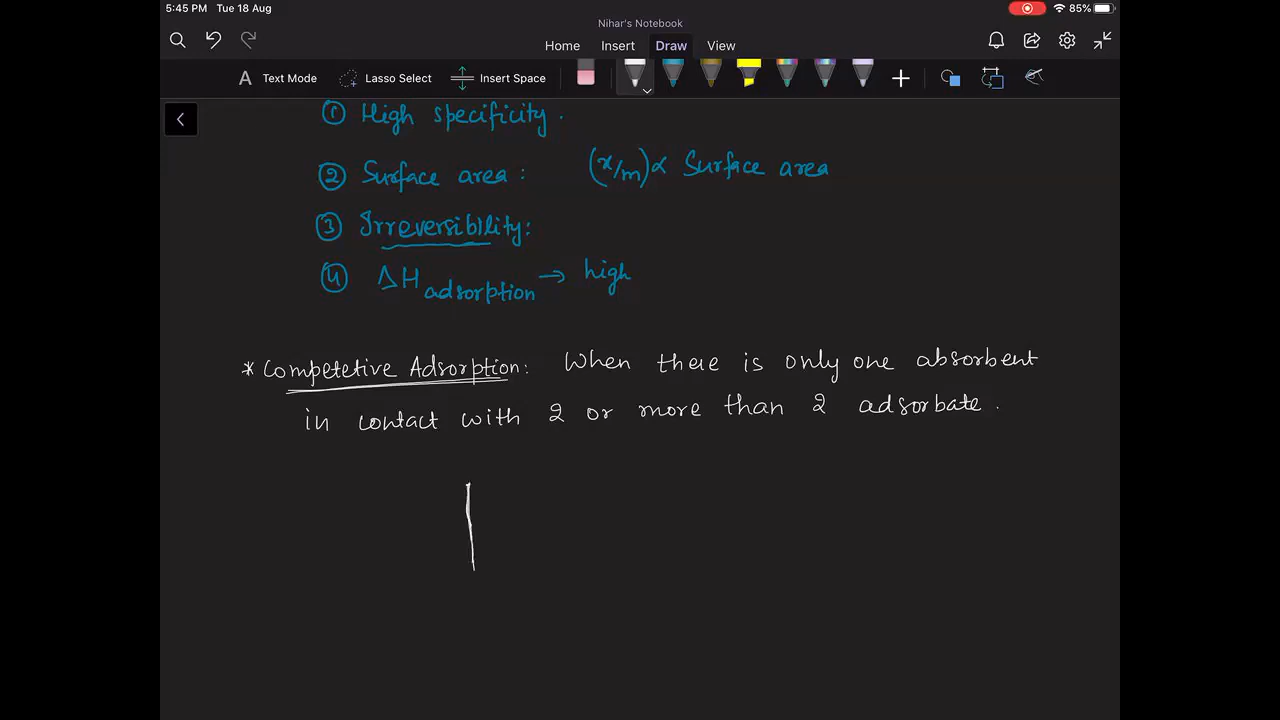 5:45 PM Tue 18 Aug
85%
Nihar's Notebook
Home Insert Draw View
Text Mode Lasso Select Insert Space
① High specificity.
② Surface area: (x/m) ∝ Surface area
③ Irreversibility:
④ ΔH adsorption → high
* Competetive Adsorption: When there is only one absorbent
in contact with 2 or more than 2 adsorbate.